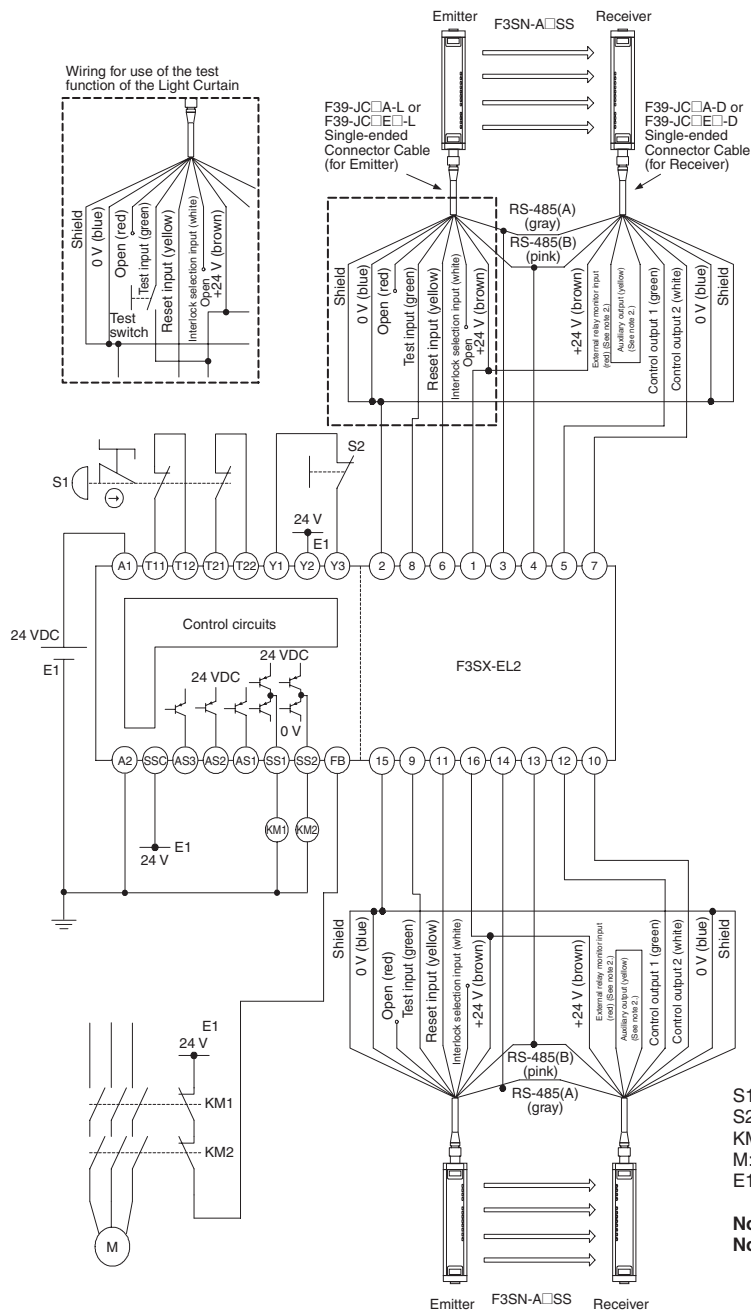 Emitter
F3SN-A□SS
Receiver
Wiring for use of the test
function of the Light Curtain
F39-JC□A-L or
F39-JC□E□-L
Single-ended
Connector Cable
(for Emitter)
F39-JC□A-D or
F39-JC□E□-D
Single-ended
Connector Cable
(for Receiver)
RS-485(A)
(gray)
RS-485(B)
(pink)
Shield
0 V (blue)
Open (red)
Test input (green)
Test
switch
Reset input (yellow)
Interlock selection input (white)
Open
+24 V (brown)
Shield
0 V (blue)
Open (red)
Test input (green)
Reset input (yellow)
Interlock selection input (white)
Open
+24 V (brown)
+24 V (brown)
External relay monitor input
(red) (See note 2.)
Auxiliary output (yellow)
(See note 2.)
Control output 1 (green)
Control output 2 (white)
0 V (blue)
Shield
S1
S2
24 V
E1
A1 T11 T12 T21 T22 Y1 Y2 Y3 2 8 6 1 3 4 5 7
24 VDC
E1
Control circuits
24 VDC
24 VDC
0 V
F3SX-EL2
A2 SSC AS3 AS2 AS1 SS1 SS2 FB 15 9 11 16 14 13 12 10
E1
24 V
KM1
KM2
Shield
0 V (blue)
Open (red)
Test input (green)
Reset input (yellow)
Interlock selection input (white)
+24 V (brown)
+24 V (brown)
External relay monitor input
(red) (See note 2.)
Auxiliary output (yellow)
(See note 2.)
Control output 1 (green)
Control output 2 (white)
0 V (blue)
Shield
RS-485(B)
(pink)
RS-485(A)
(gray)
E1
24 V
KM1
KM2
M
S1
S2
KM
M:
E1
No
No
Emitter
F3SN-A□SS
Receiver